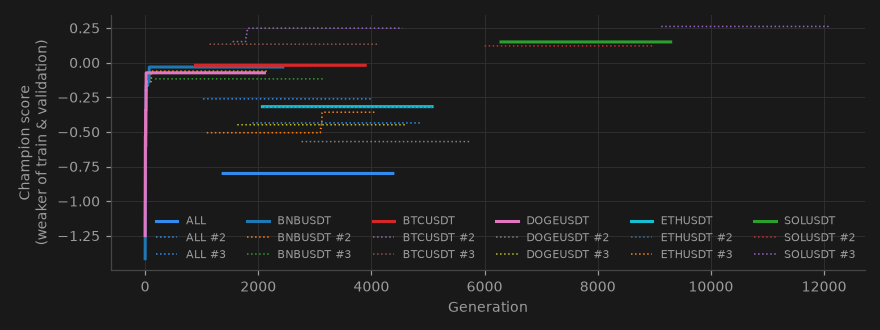 Champion score
(weaker of train & validation)
0.25
0.00
−0.25
−0.50
−0.75
−1.00
−1.25
ALL BNBUSDT BTCUSDT DOGEUSDT ETHUSDT SOLUSDT
ALL #2 BNBUSDT #2 BTCUSDT #2 DOGEUSDT #2 ETHUSDT #2 SOLUSDT #2
ALL #3 BNBUSDT #3 BTCUSDT #3 DOGEUSDT #3 ETHUSDT #3 SOLUSDT #3
0 2000 4000 6000 8000 10000 12000
Generation